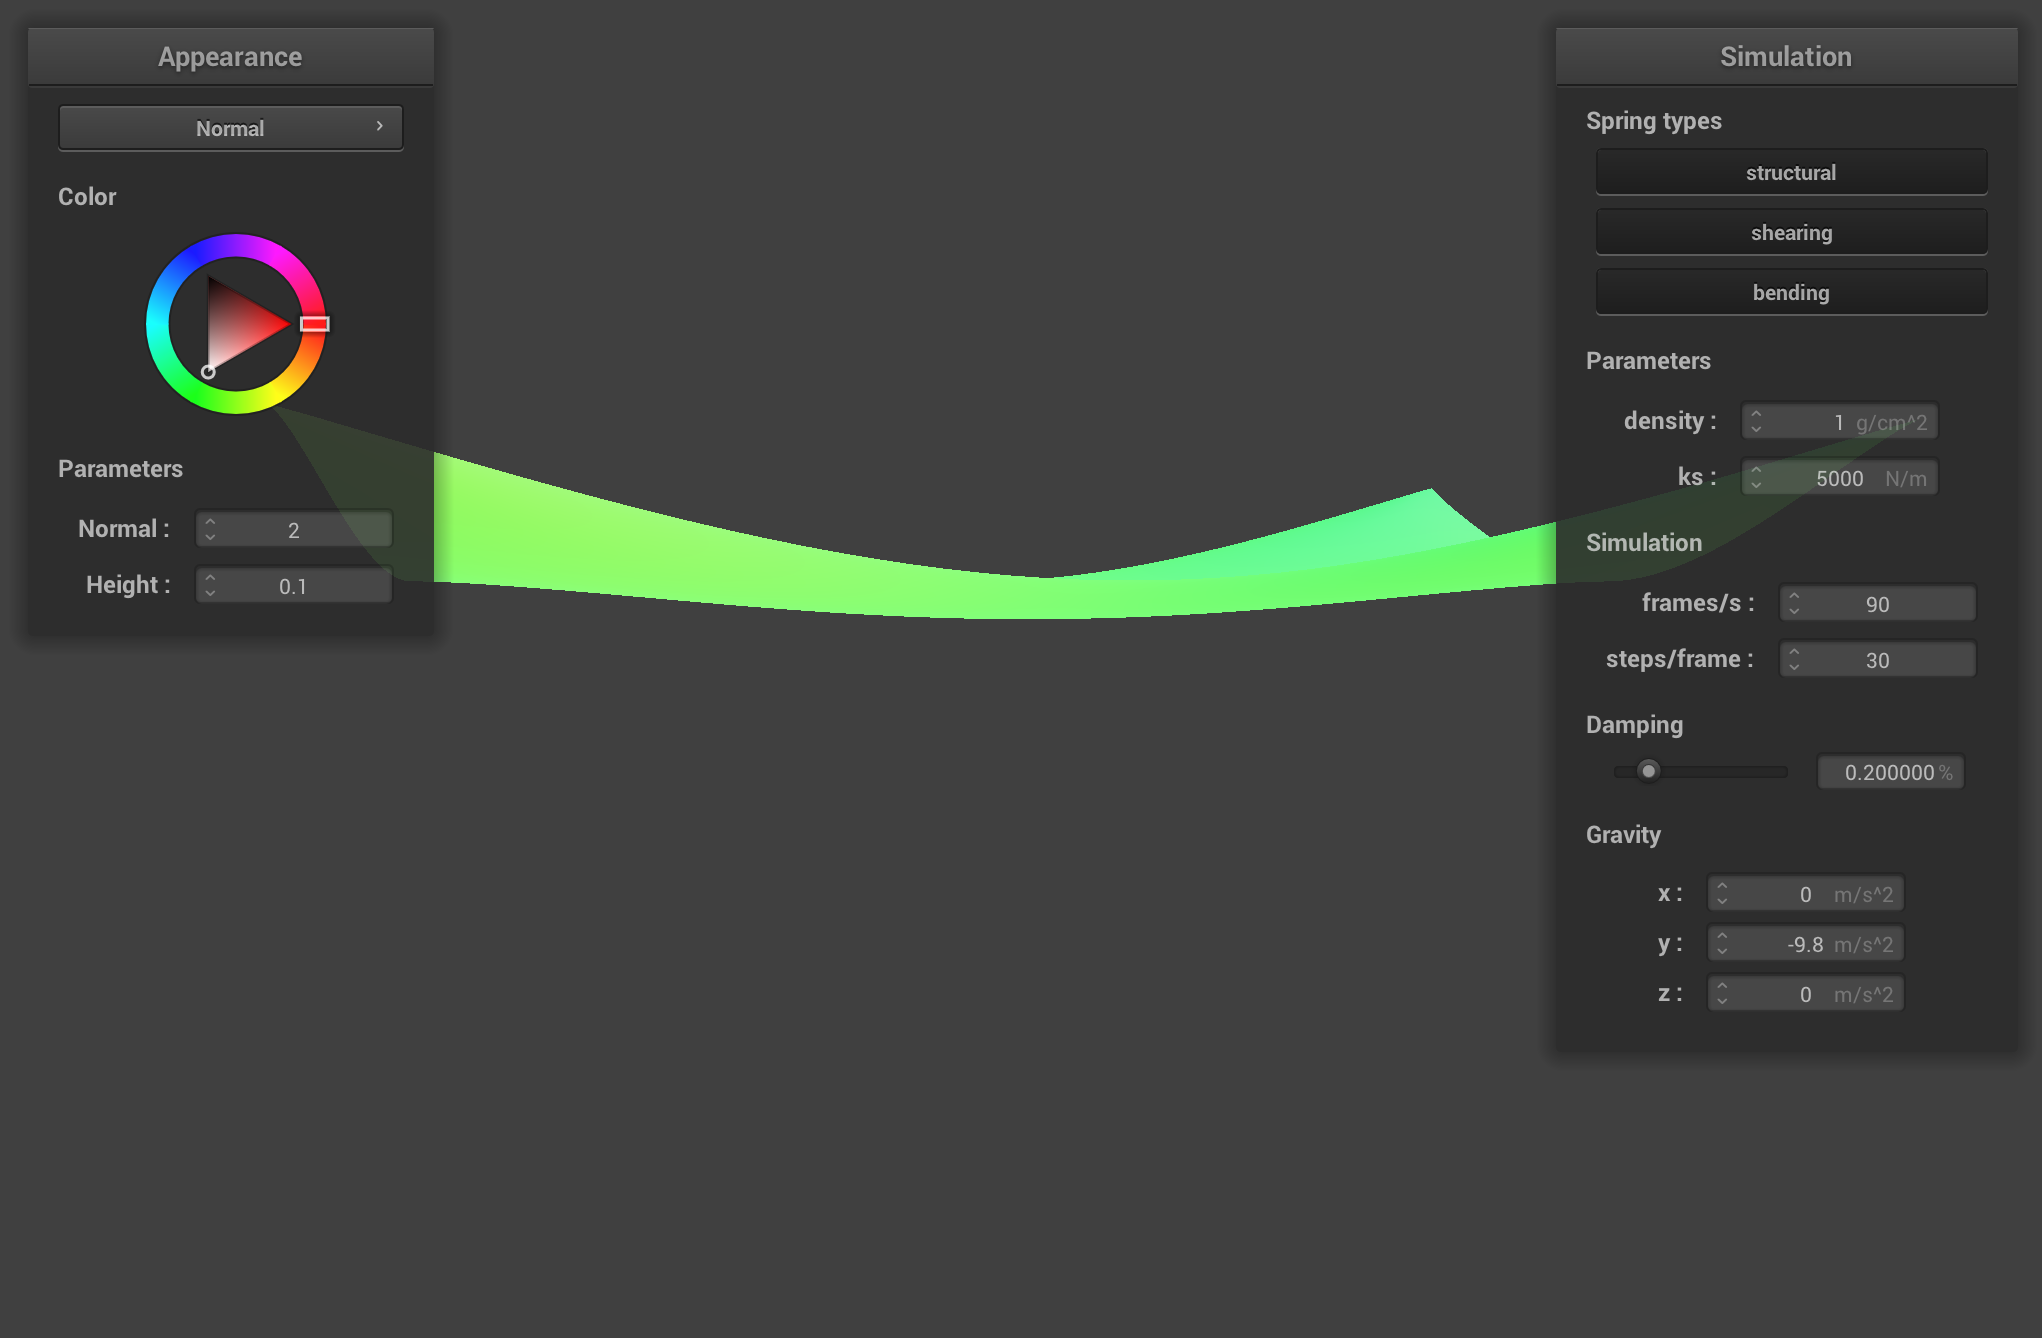 Appearance
Normal
Color
Parameters
Normal : 2
Height : 0.1
Simulation
Spring types
structural
shearing
bending
Parameters
density : 1 g/cm^2
ks : 5000 N/m
Simulation
frames/s : 90
steps/frame : 30
Damping
0.200000 %
Gravity
x : 0 m/s^2
y : -9.8 m/s^2
z : 0 m/s^2